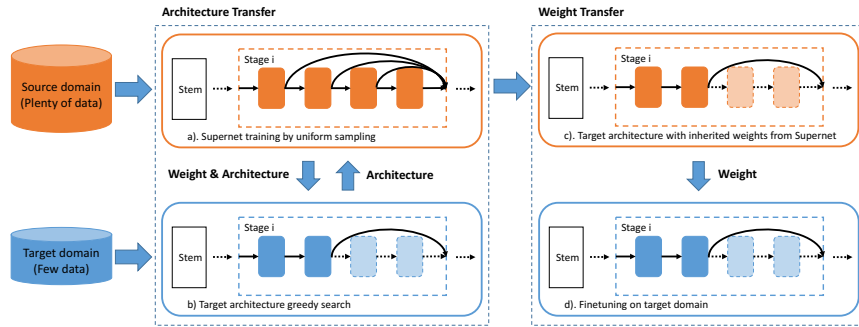 Architecture Transfer
Weight Transfer
Source domain
(Plenty of data)
Stem
Stage i
a). Supernet training by uniform sampling
Stem
Stage i
c). Target architecture with inherited weights from Supernet
Weight & Architecture
Architecture
Weight
Target domain
(Few data)
Stem
Stage i
b) Target architecture greedy search
Stem
Stage i
d). Finetuning on target domain